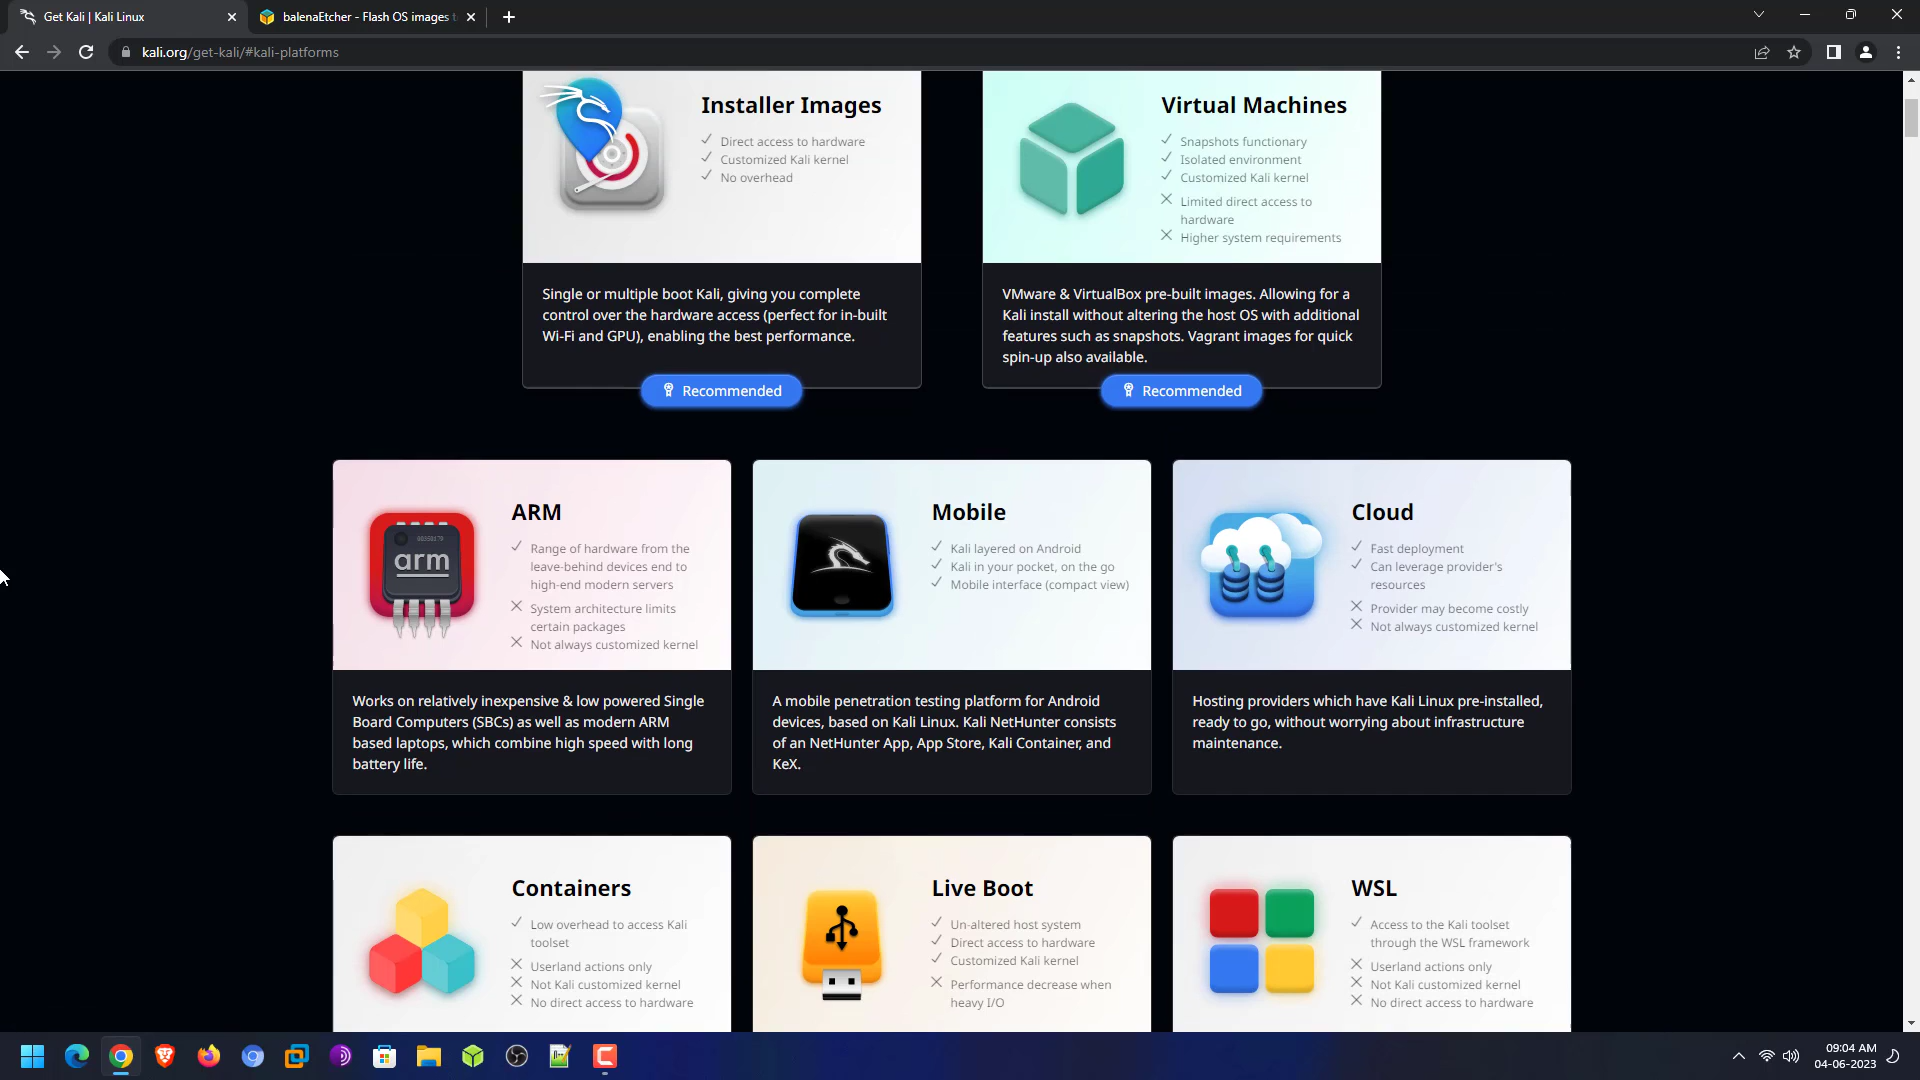 Get Kali | Kali Linux
balenaEtcher - Flash OS images t
kali.org/get-kali/#kali-platforms
Installer Images
Direct access to hardware
Customized Kali kernel
No overhead
Single or multiple boot Kali, giving you complete
control over the hardware access (perfect for in-built
Wi-Fi and GPU), enabling the best performance.
Recommended
Virtual Machines
Snapshots functionary
Isolated environment
Customized Kali kernel
Limited direct access to
hardware
Higher system requirements
VMware & VirtualBox pre-built images. Allowing for a
Kali install without altering the host OS with additional
features such as snapshots. Vagrant images for quick
spin-up also available.
Recommended
arm
ARM
Range of hardware from the
leave-behind devices end to
high-end modern servers
System architecture limits
certain packages
Not always customized kernel
Works on relatively inexpensive & low powered Single
Board Computers (SBCs) as well as modern ARM
based laptops, which combine high speed with long
battery life.
Mobile
Kali layered on Android
Kali in your pocket, on the go
Mobile interface (compact view)
A mobile penetration testing platform for Android
devices, based on Kali Linux. Kali NetHunter consists
of an NetHunter App, App Store, Kali Container, and
KeX.
Cloud
Fast deployment
Can leverage provider's
resources
Provider may become costly
Not always customized kernel
Hosting providers which have Kali Linux pre-installed,
ready to go, without worrying about infrastructure
maintenance.
Containers
Low overhead to access Kali
toolset
Userland actions only
Not Kali customized kernel
No direct access to hardware
Live Boot
Un-altered host system
Direct access to hardware
Customized Kali kernel
Performance decrease when
heavy I/O
WSL
Access to the Kali toolset
through the WSL framework
Userland actions only
Not Kali customized kernel
No direct access to hardware
09:04 AM
04-06-2023